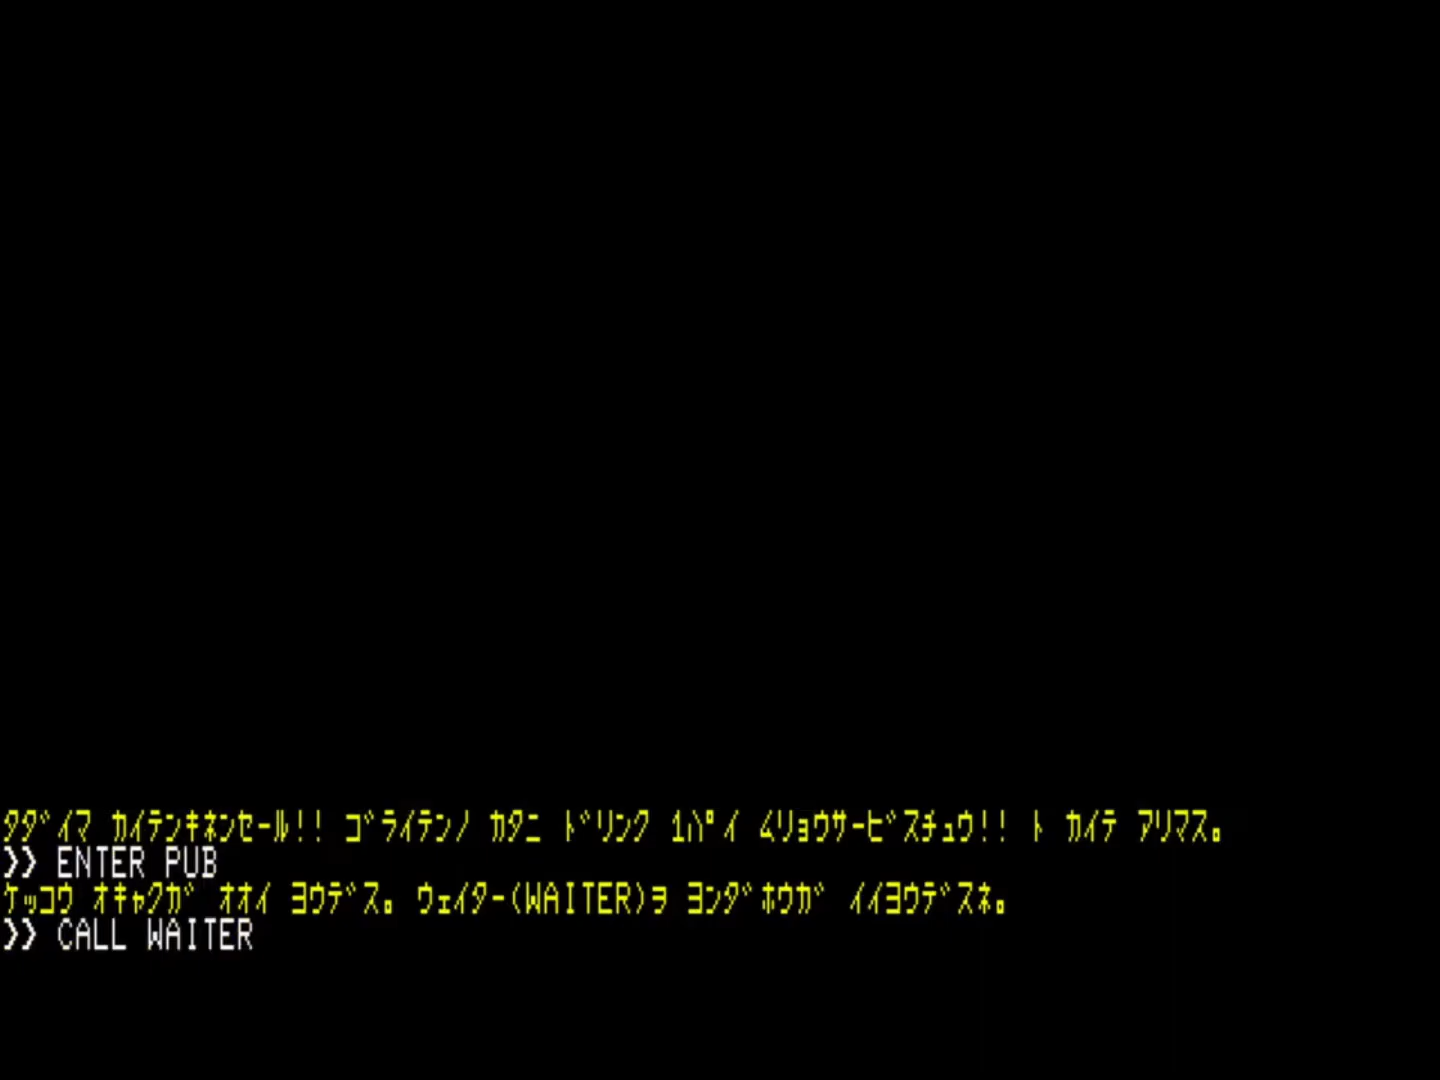 タダイマ カイテンキネンセール!! ゴライテンノ カタニ ドリンク 1パイ ムリョウサービスチュウ!! ト カイテ アリマス。
>> ENTER PUB
ケッコウ オキャクガ オオイ ヨウデス。 ウェイター(WAITER)ヲ ヨンダホウガ イイヨウデスネ。
>> CALL WAITER